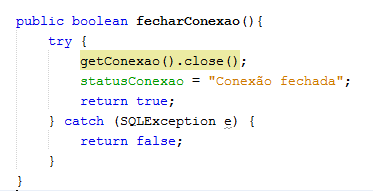 public boolean fecharConexao(){
try {
getConexao().close();
statusConexao = "Conexão fechada";
return true;
} catch (SQLException e) {
return false;
}
}